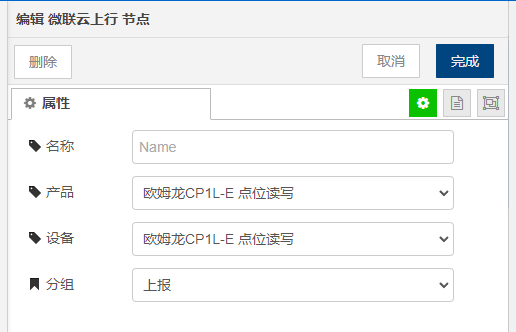 编辑 微联云上行 节点
删除 取消 完成
属性
名称 Name
产品 欧姆龙CP1L-E 点位读写
设备 欧姆龙CP1L-E 点位读写
分组 上报